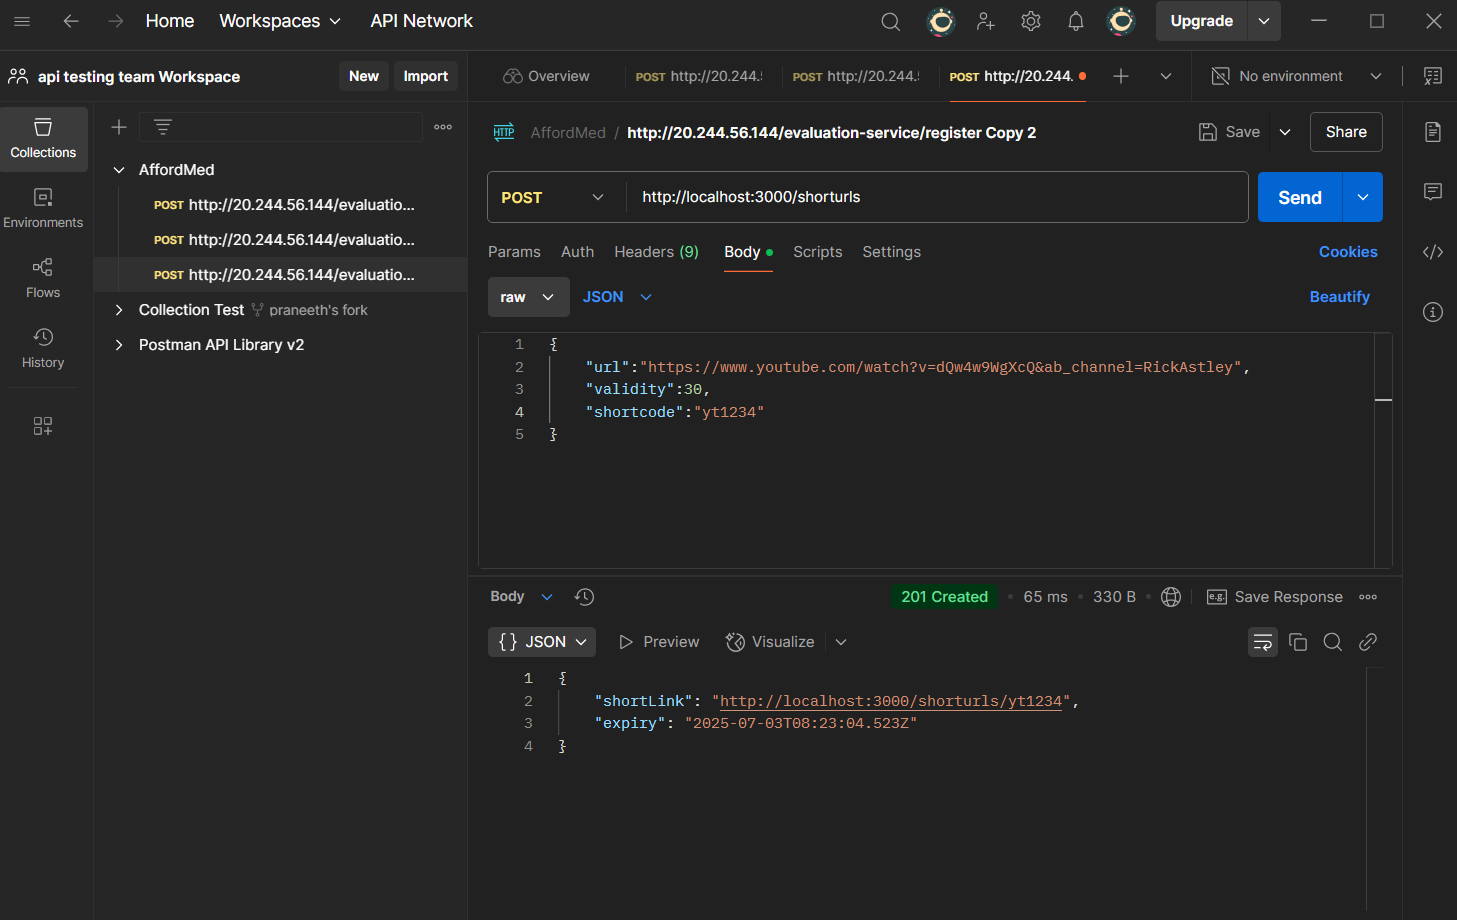 Home Workspaces API Network Upgrade
api testing team Workspace New Import
Overview POST http://20.244.5 POST http://20.244.5 POST http://20.244. No environment
Collections
Environments
Flows
History
AffordMed
POST http://20.244.56.144/evaluatio...
POST http://20.244.56.144/evaluatio...
POST http://20.244.56.144/evaluatio...
Collection Test praneeth's fork
Postman API Library v2
HTTP AffordMed / http://20.244.56.144/evaluation-service/register Copy 2 Save Share
POST http://localhost:3000/shorturls Send
Params Auth Headers (9) Body Scripts Settings Cookies
raw JSON Beautify
1 {
2 "url":"https://www.youtube.com/watch?v=dQw4w9WgXcQ&ab_channel=RickAstley",
3 "validity":30,
4 "shortcode":"yt1234"
5 }
Body 201 Created • 65 ms • 330 B • e.g. Save Response
{} JSON Preview Visualize
1 {
2 "shortLink": "http://localhost:3000/shorturls/yt1234",
3 "expiry": "2025-07-03T08:23:04.523Z"
4 }